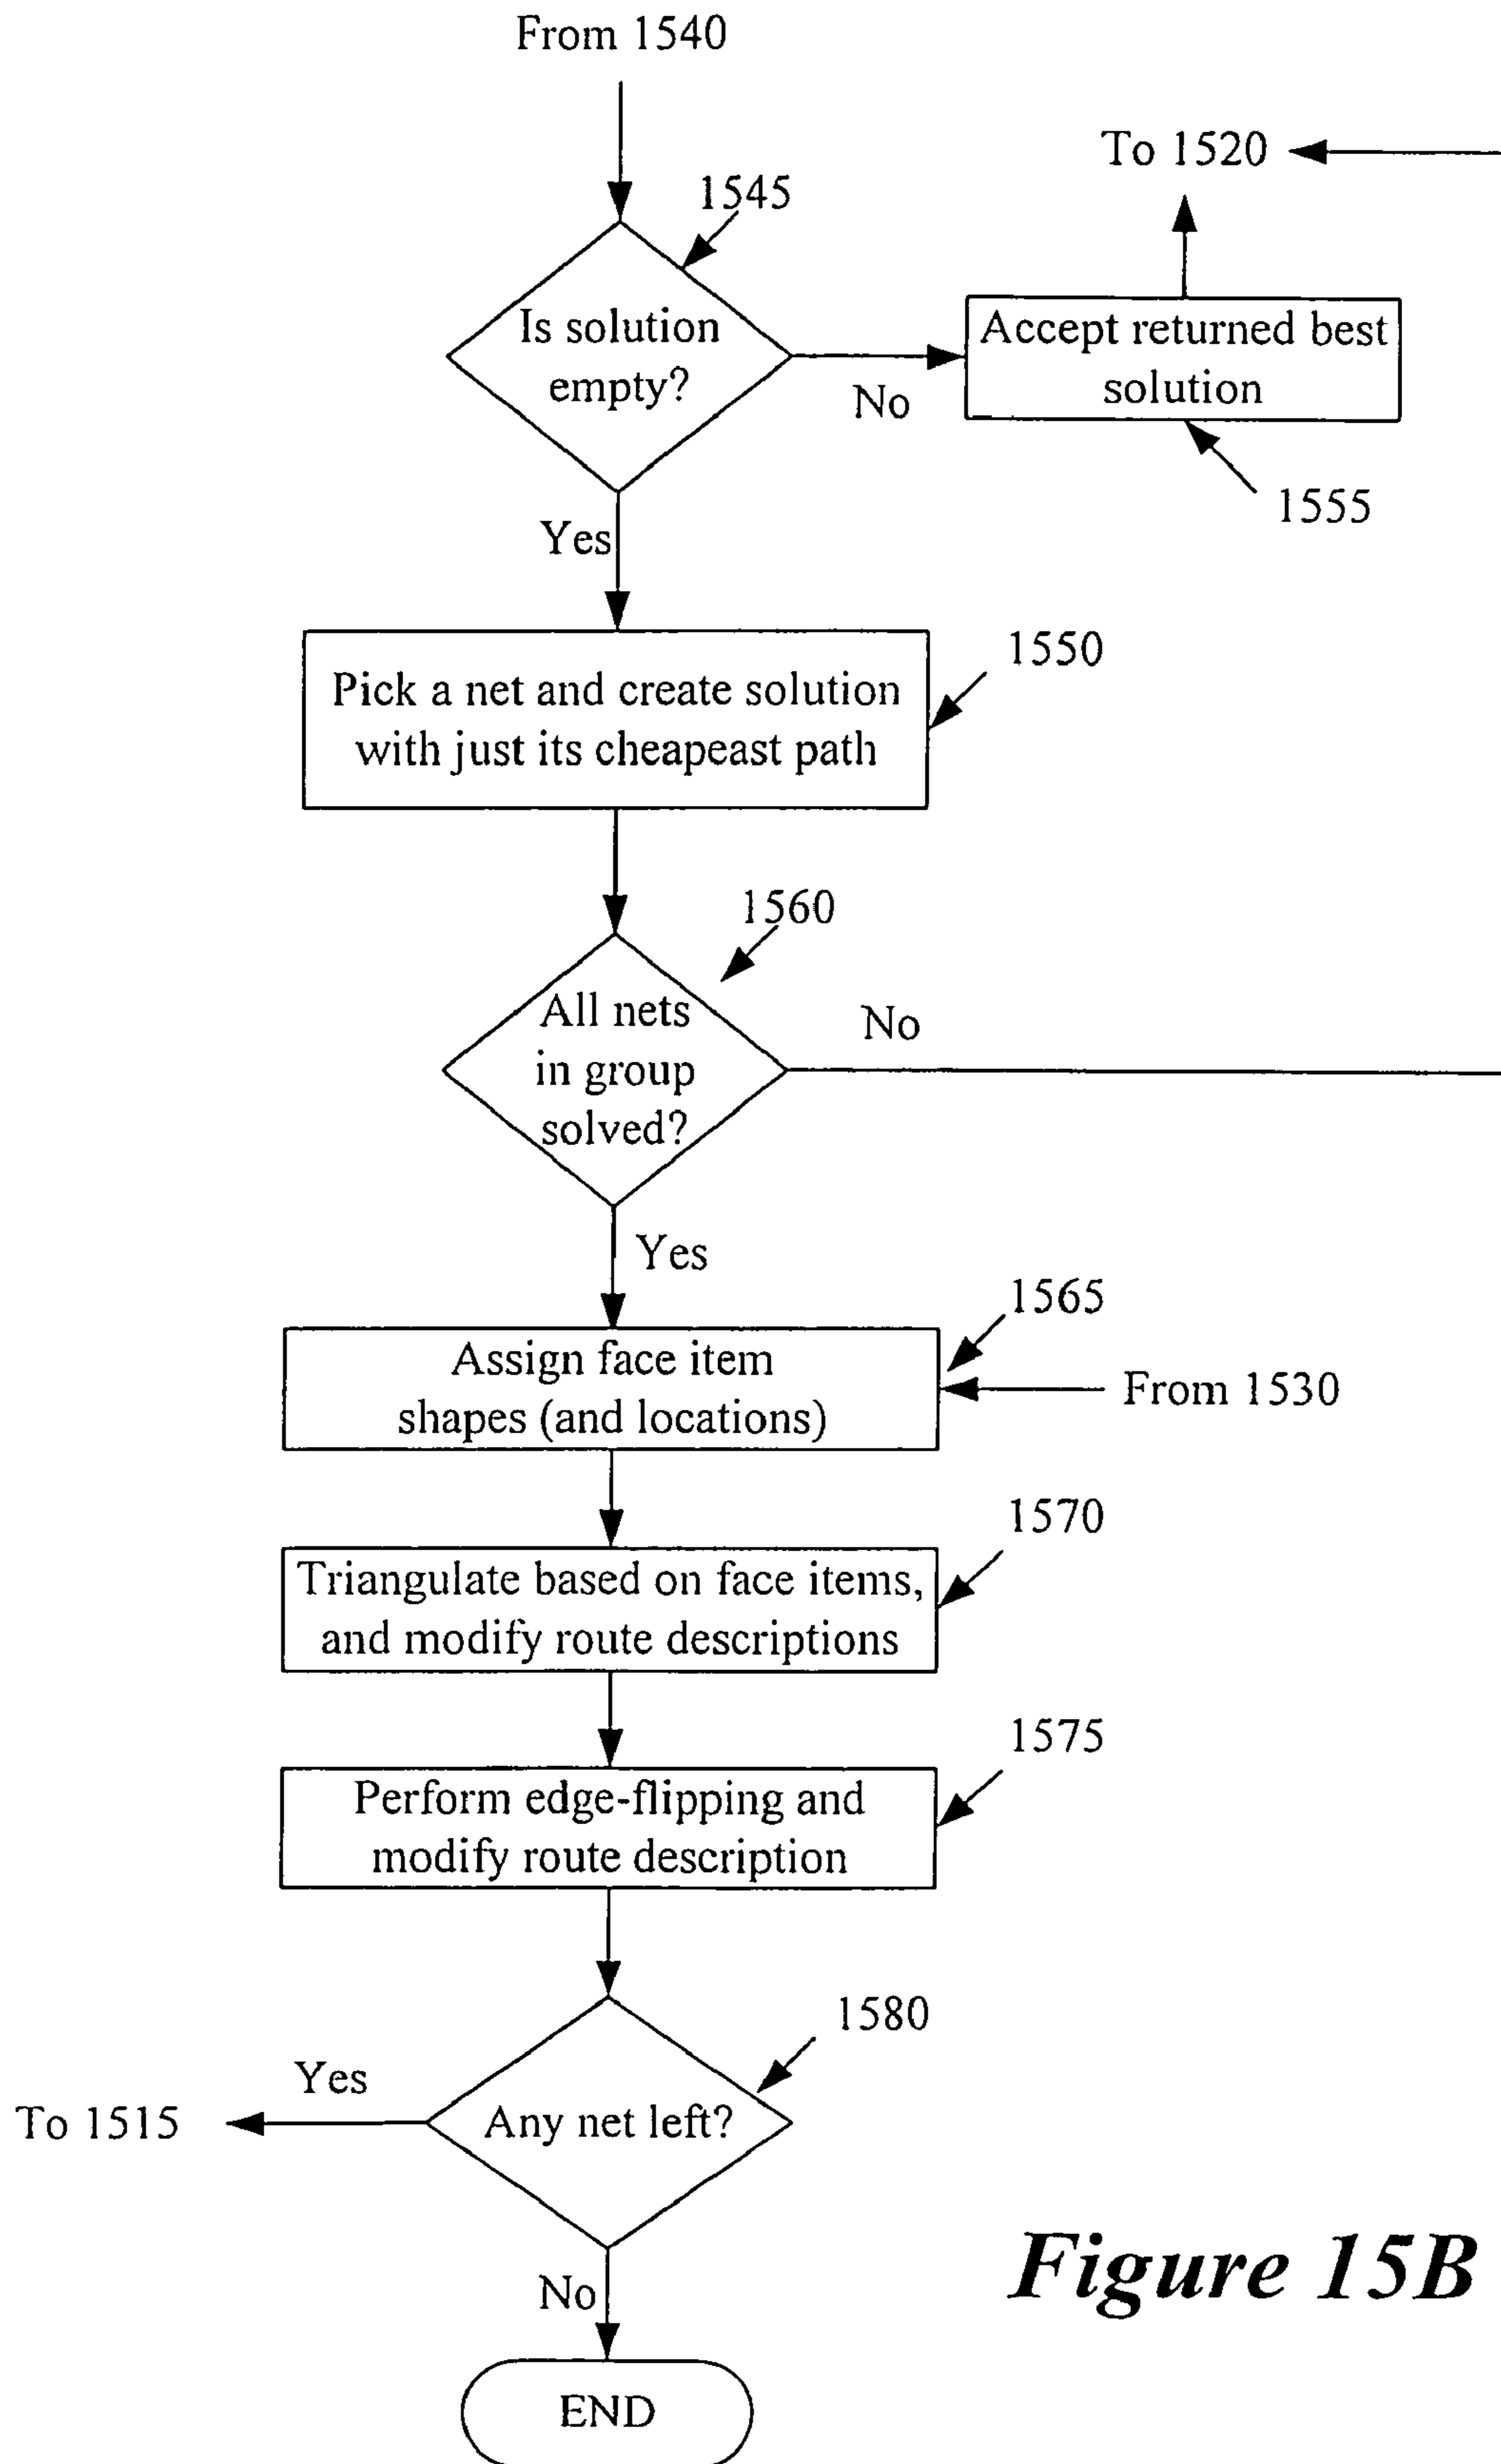 From 1540
To 1520
1545
Is solution
empty?
No
Accept returned best
solution
1555
Yes
1550
Pick a net and create solution
with just its cheapeast path
1560
All nets
in group
solved?
No
Yes
1565
Assign face item
shapes (and locations)
From 1530
1570
Triangulate based on face items,
and modify route descriptions
1575
Perform edge-flipping and
modify route description
1580
Yes
To 1515
Any net left?
No
Figure 15B
END